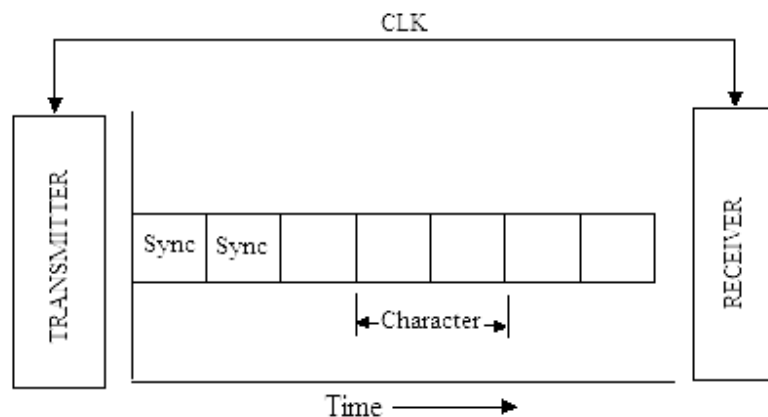 CLK
TRANSMITTER
Sync Sync
Character
RECEIVER
Time